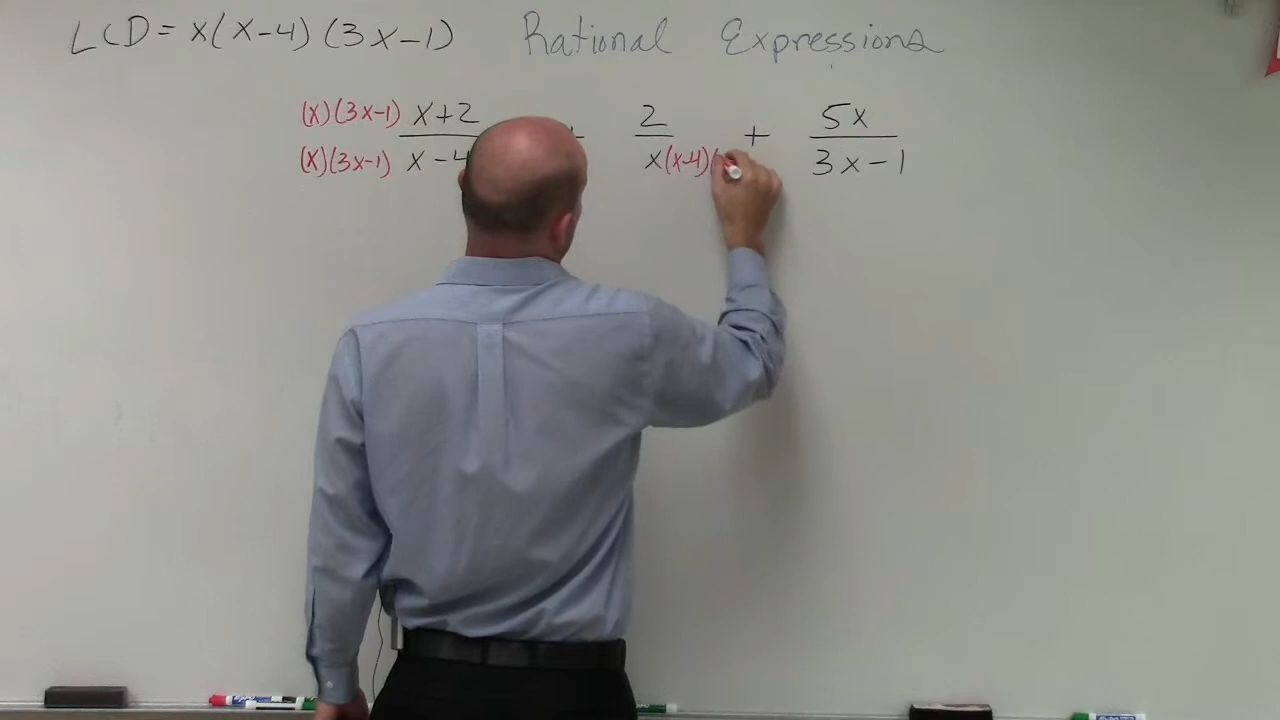 LCD = x(x-4)(3x-1) Rational Expressions
(x)(3x-1) x+2 2 + 5x
(x)(3x-1) x-4 x(x-4)( 3x-1